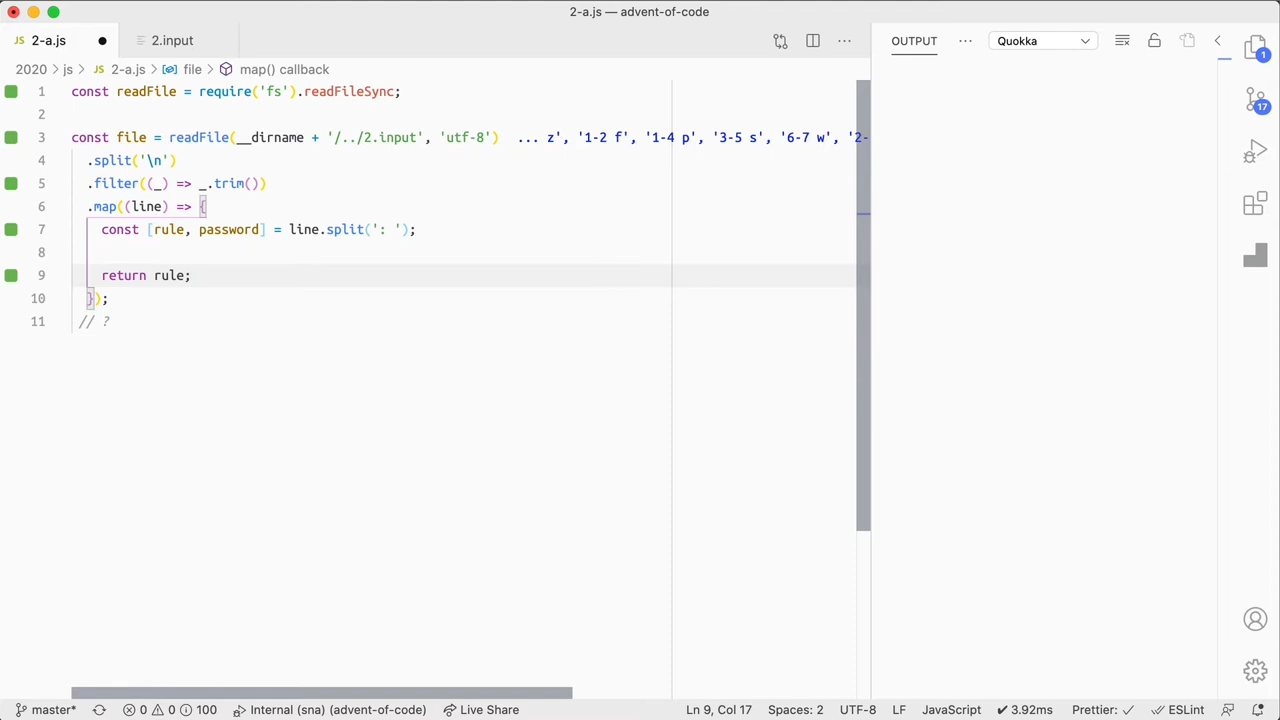 2-a.js — advent-of-code
JS 2-a.js ● 2.input
OUTPUT ··· Quokka
2020 › js › JS 2-a.js › file › map() callback
1 const readFile = require('fs').readFileSync;
2
3 const file = readFile(__dirname + '/../2.input', 'utf-8') ... z', '1-2 f', '1-4 p', '3-5 s', '6-7 w', '2-
4 .split('\n')
5 .filter((_) => _.trim())
6 .map((line) => {
7 const [rule, password] = line.split(': ');
8
9 return rule;
10 });
11 // ?
1
17
master* 0 0 100 Internal (sna) (advent-of-code) Live Share Ln 9, Col 17 Spaces: 2 UTF-8 LF JavaScript ✓ 3.92ms Prettier: ✓ ESLint